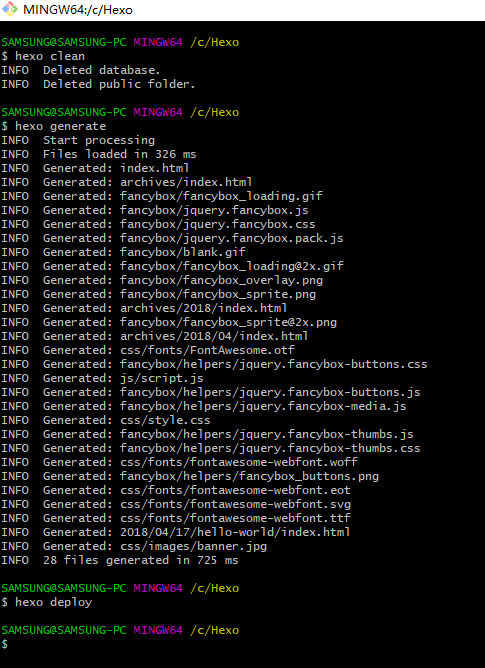 MINGW64:/c/Hexo
SAMSUNG@SAMSUNG-PC MINGW64 /c/Hexo
$ hexo clean
INFO  Deleted database.
INFO  Deleted public folder.
SAMSUNG@SAMSUNG-PC MINGW64 /c/Hexo
$ hexo generate
INFO  Start processing
INFO  Files loaded in 326 ms
INFO  Generated: index.html
INFO  Generated: archives/index.html
INFO  Generated: fancybox/fancybox_loading.gif
INFO  Generated: fancybox/jquery.fancybox.js
INFO  Generated: fancybox/jquery.fancybox.css
INFO  Generated: fancybox/jquery.fancybox.pack.js
INFO  Generated: fancybox/blank.gif
INFO  Generated: fancybox/fancybox_loading@2x.gif
INFO  Generated: fancybox/fancybox_overlay.png
INFO  Generated: fancybox/fancybox_sprite.png
INFO  Generated: archives/2018/index.html
INFO  Generated: fancybox/fancybox_sprite@2x.png
INFO  Generated: archives/2018/04/index.html
INFO  Generated: css/fonts/FontAwesome.otf
INFO  Generated: fancybox/helpers/jquery.fancybox-buttons.css
INFO  Generated: js/script.js
INFO  Generated: fancybox/helpers/jquery.fancybox-buttons.js
INFO  Generated: fancybox/helpers/jquery.fancybox-media.js
INFO  Generated: css/style.css
INFO  Generated: fancybox/helpers/jquery.fancybox-thumbs.js
INFO  Generated: fancybox/helpers/jquery.fancybox-thumbs.css
INFO  Generated: css/fonts/fontawesome-webfont.woff
INFO  Generated: fancybox/helpers/fancybox_buttons.png
INFO  Generated: css/fonts/fontawesome-webfont.eot
INFO  Generated: css/fonts/fontawesome-webfont.svg
INFO  Generated: css/fonts/fontawesome-webfont.ttf
INFO  Generated: 2018/04/17/hello-world/index.html
INFO  Generated: css/images/banner.jpg
INFO  28 files generated in 725 ms
SAMSUNG@SAMSUNG-PC MINGW64 /c/Hexo
$ hexo deploy
SAMSUNG@SAMSUNG-PC MINGW64 /c/Hexo
$